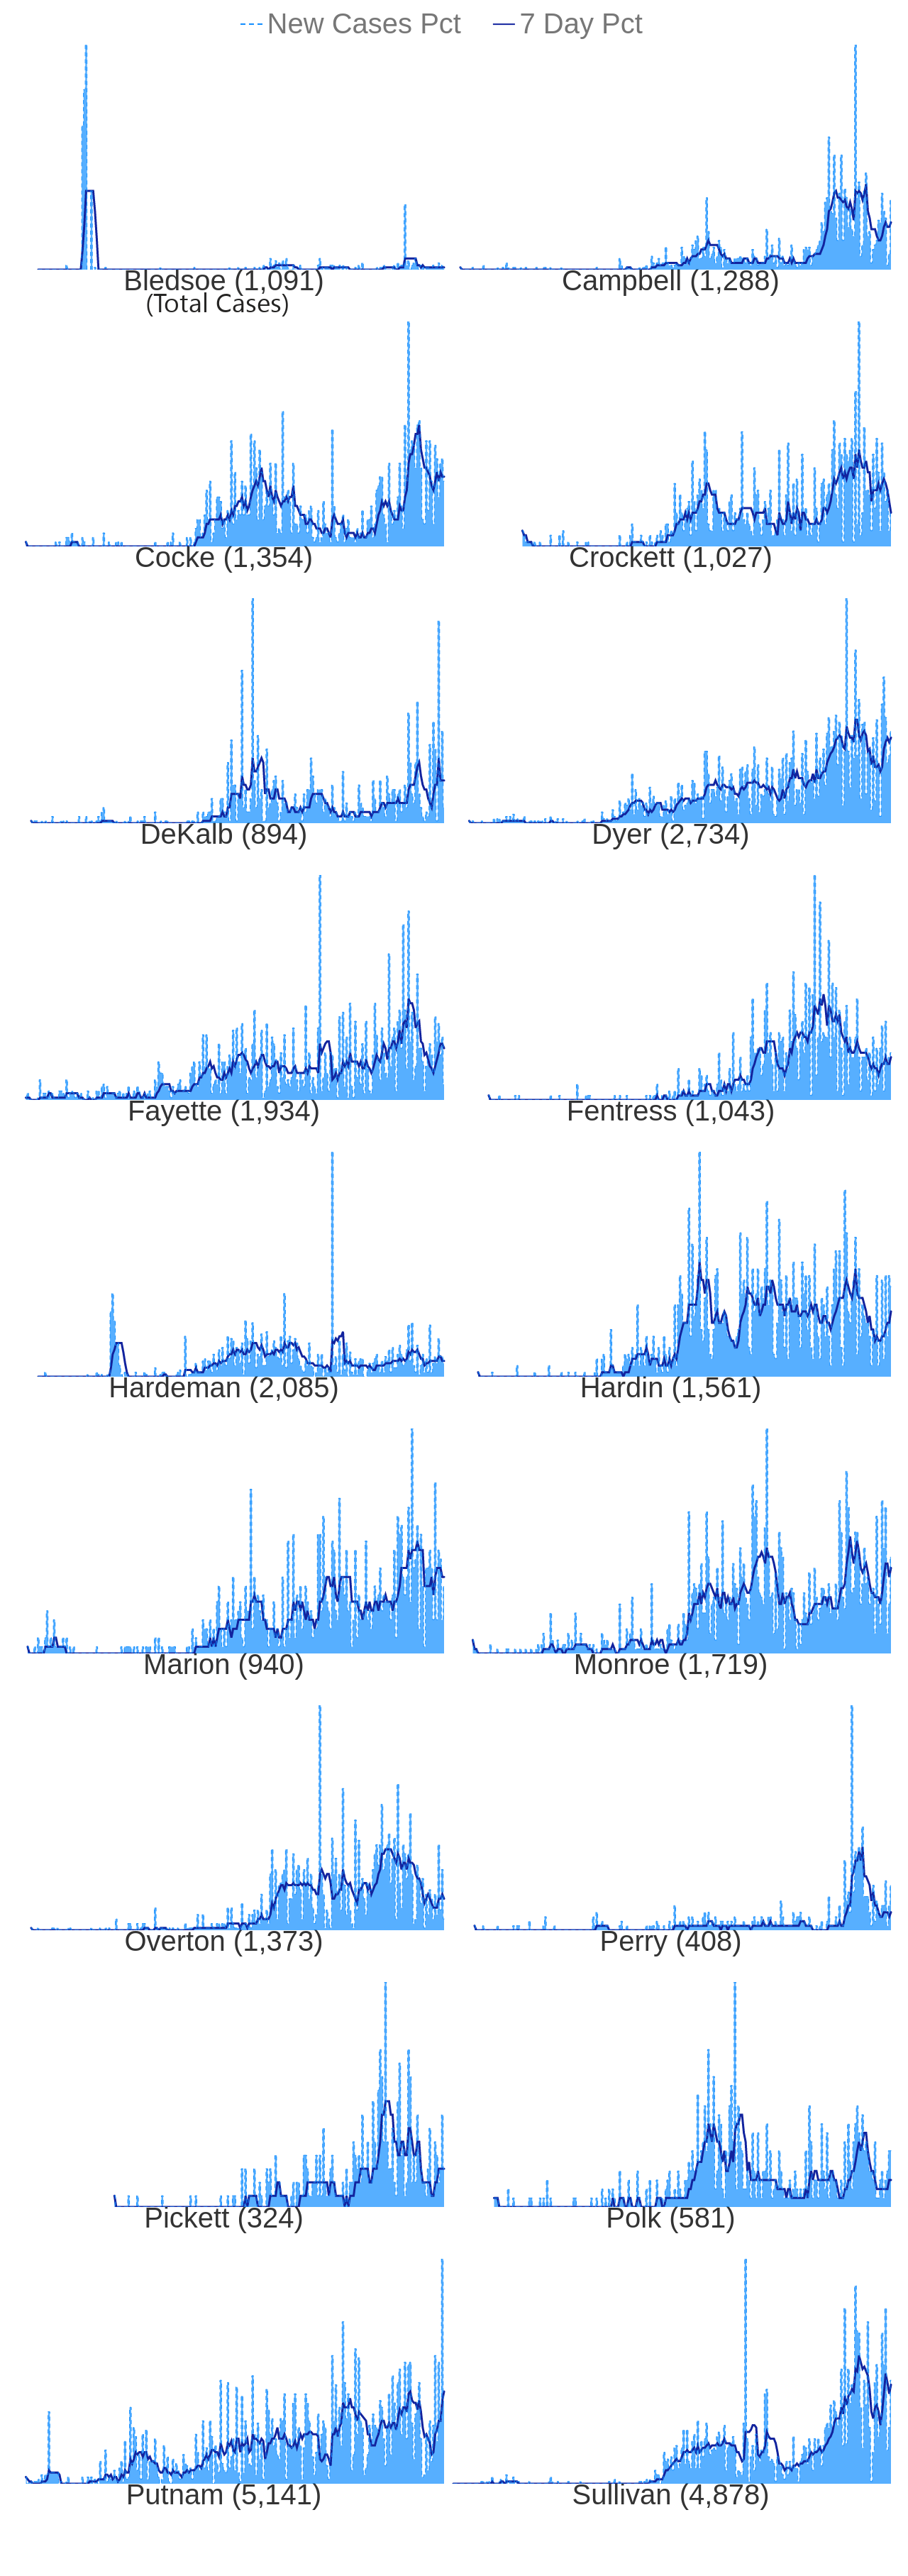 New Cases Pct 7 Day Pct
Bledsoe (1,091) Campbell (1,288)
(Total Cases)
Cocke (1,354) Crockett (1,027)
DeKalb (894) Dyer (2,734)
Fayette (1,934) Fentress (1,043)
Hardeman (2,085) Hardin (1,561)
Marion (940) Monroe (1,719)
Overton (1,373) Perry (408)
Pickett (324) Polk (581)
Putnam (5,141) Sullivan (4,878)